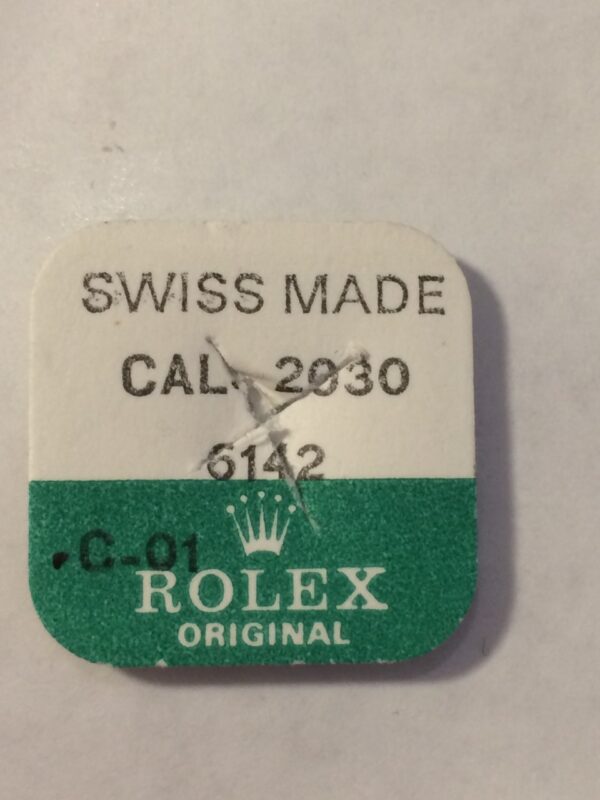 SWISS MADE
CAL. 2030
6142
.C-01
ROLEX
ORIGINAL